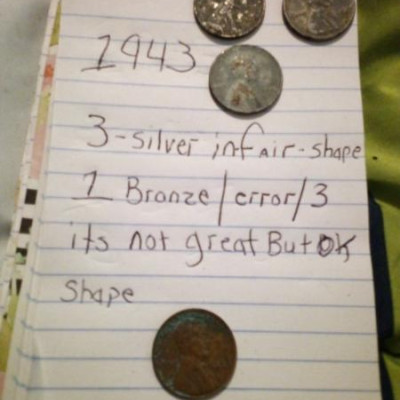 1943
3-silver in fair-shape
1 Bronze/error/3
its not great But OK
Shape